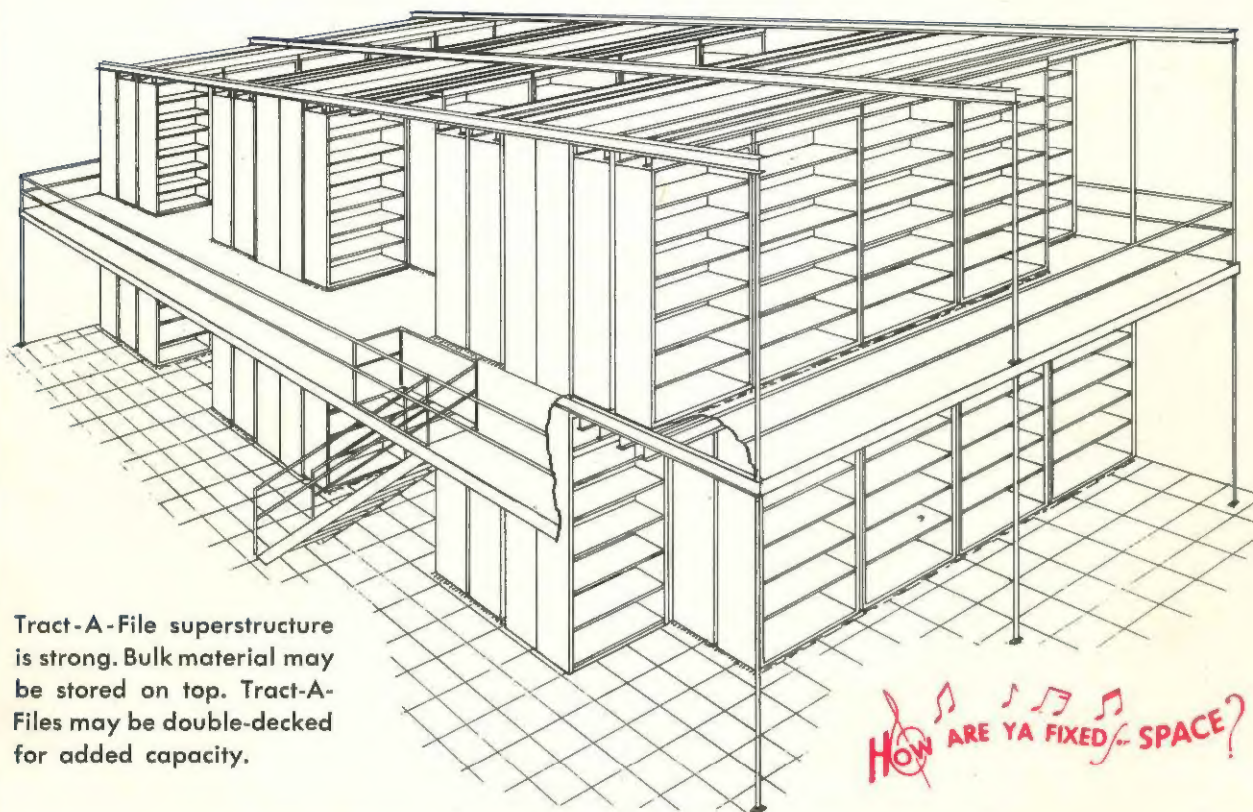 Tract-A-File superstructure
is strong. Bulk material may
be stored on top. Tract-A-
Files may be double-decked
for added capacity.
HOW ARE YA FIXED for SPACE?